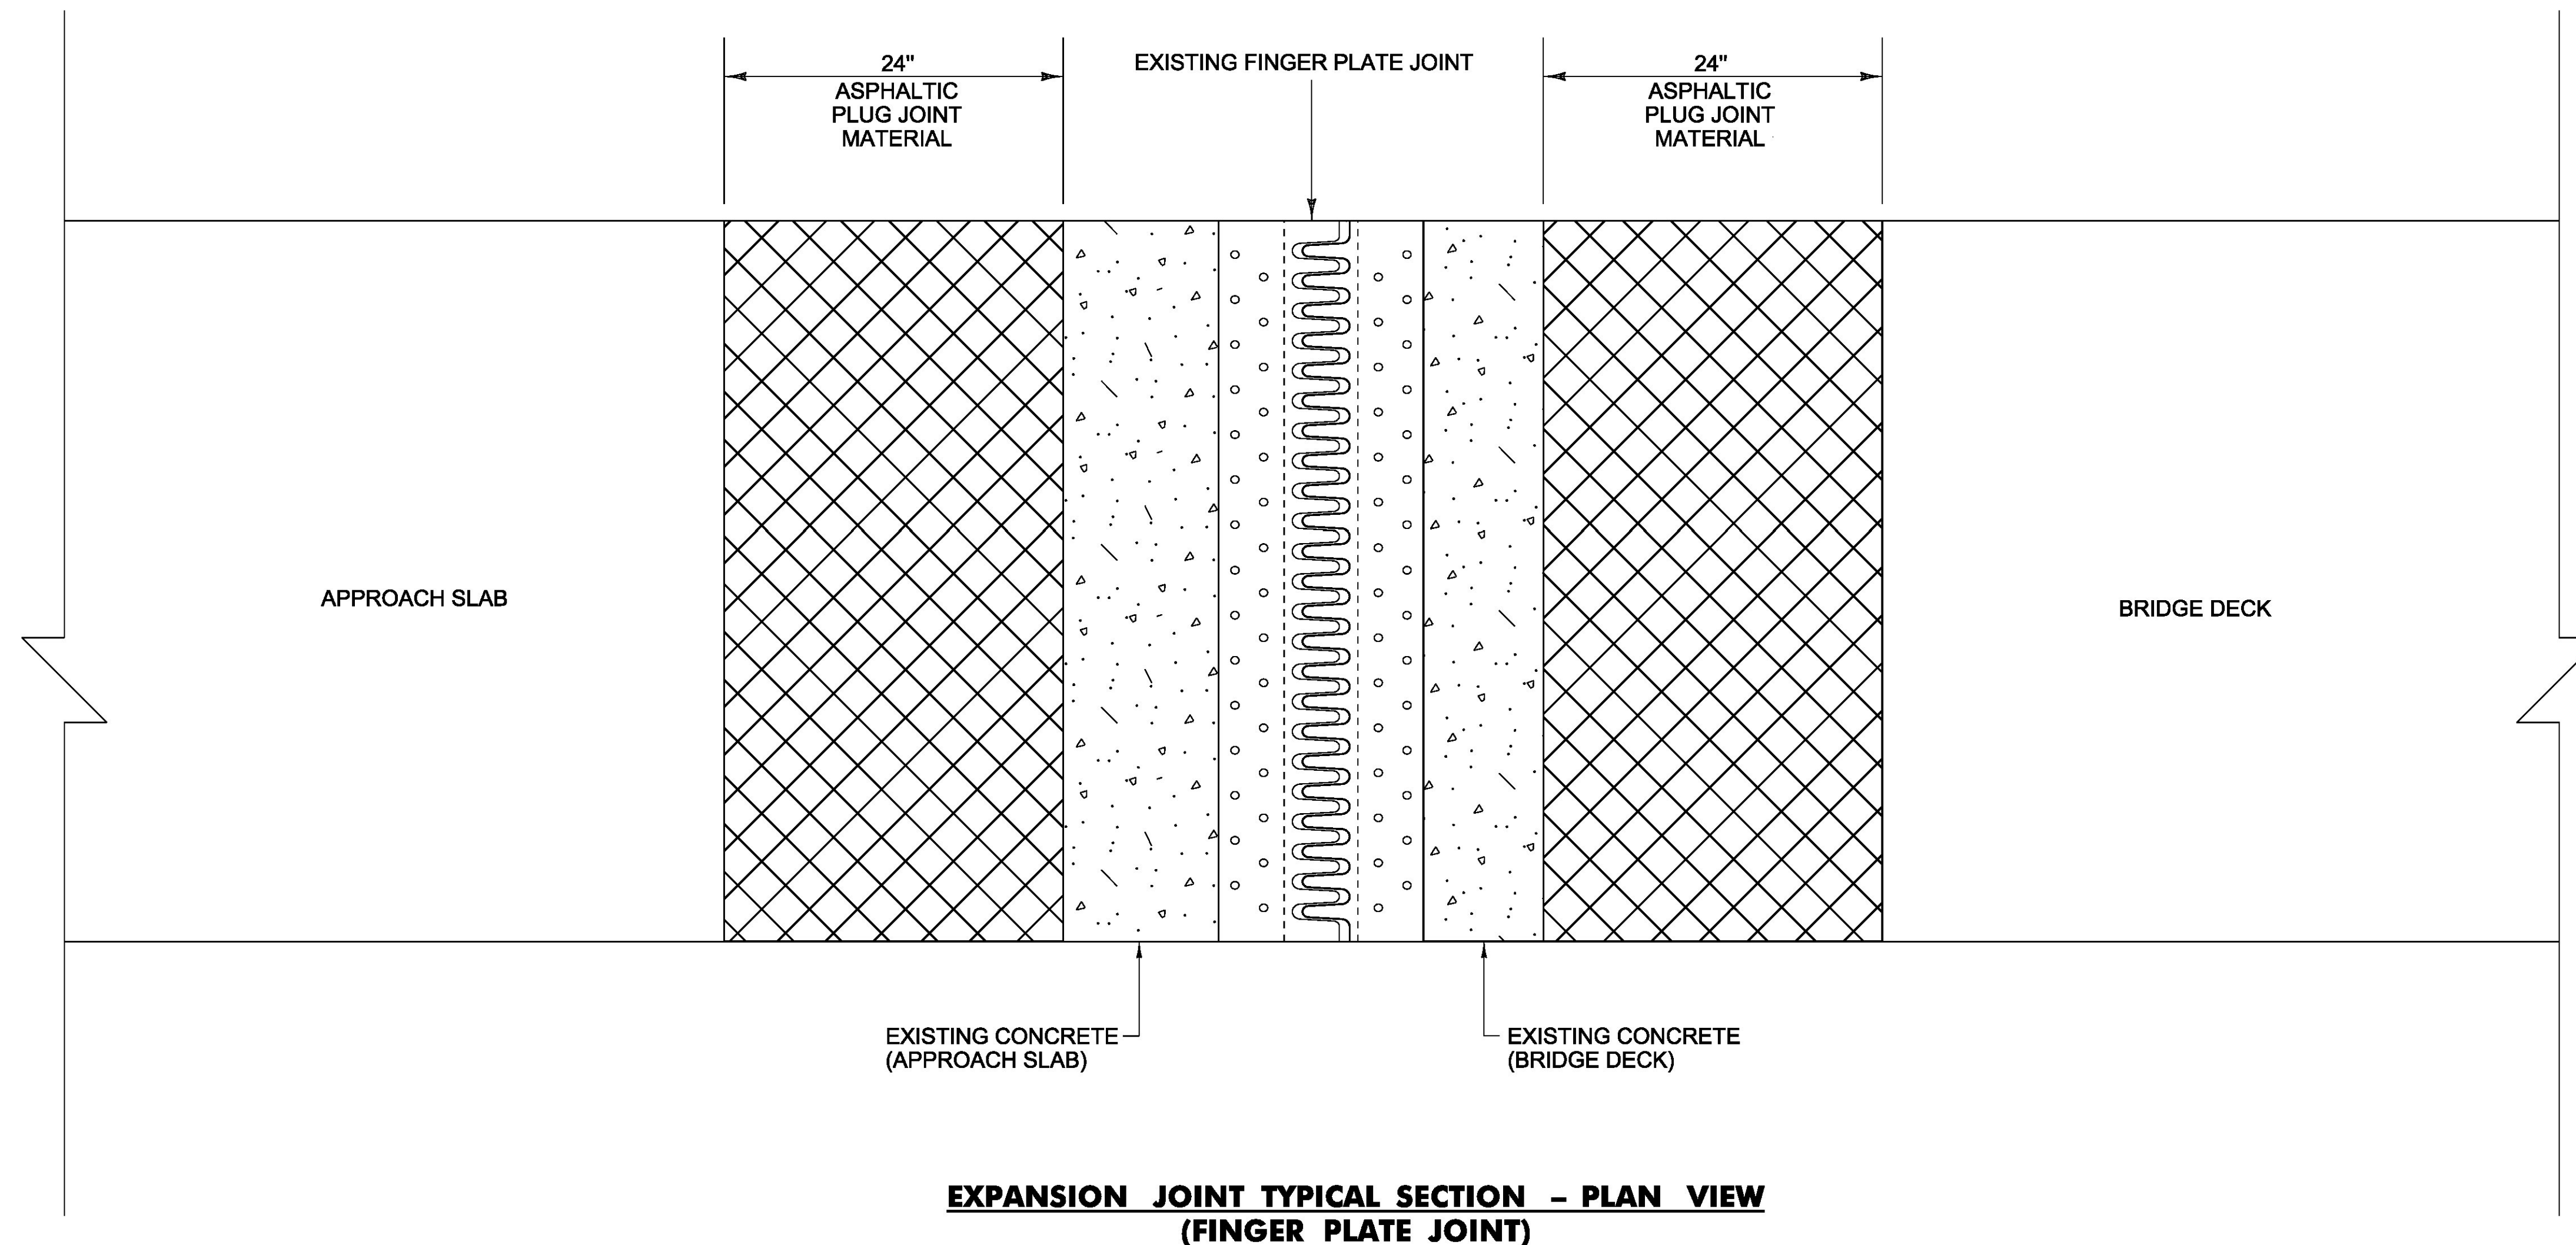 24"
ASPHALTIC
PLUG JOINT
MATERIAL
EXISTING FINGER PLATE JOINT
24"
ASPHALTIC
PLUG JOINT
MATERIAL
APPROACH SLAB
BRIDGE DECK
EXISTING CONCRETE
(APPROACH SLAB)
EXISTING CONCRETE
(BRIDGE DECK)
EXPANSION JOINT TYPICAL SECTION – PLAN VIEW
(FINGER PLATE JOINT)